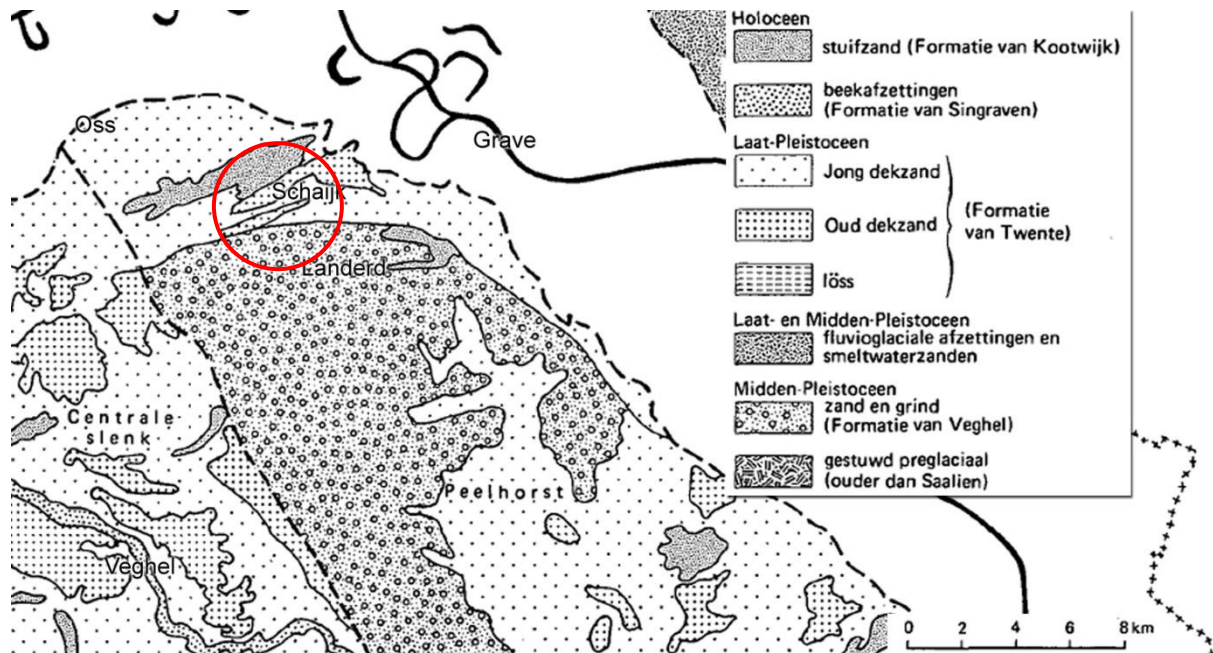 Oss
Grave
Schaijk
Landerd
Centrale
slenk
Peelhorst
Veghel
Holoceen
stuifzand (Formatie van Kootwijk)
beekafzettingen
(Formatie van Singraven)
Laat-Pleistoceen
Jong dekzand
Oud dekzand
(Formatie
van Twente)
löss
Laat- en Midden-Pleistoceen
fluvioglaciale afzettingen en
smeltwaterzanden
Midden-Pleistoceen
zand en grind
(Formatie van Veghel)
gestuwd preglaciaal
(ouder dan Saalien)
0 2 4 6 8 km